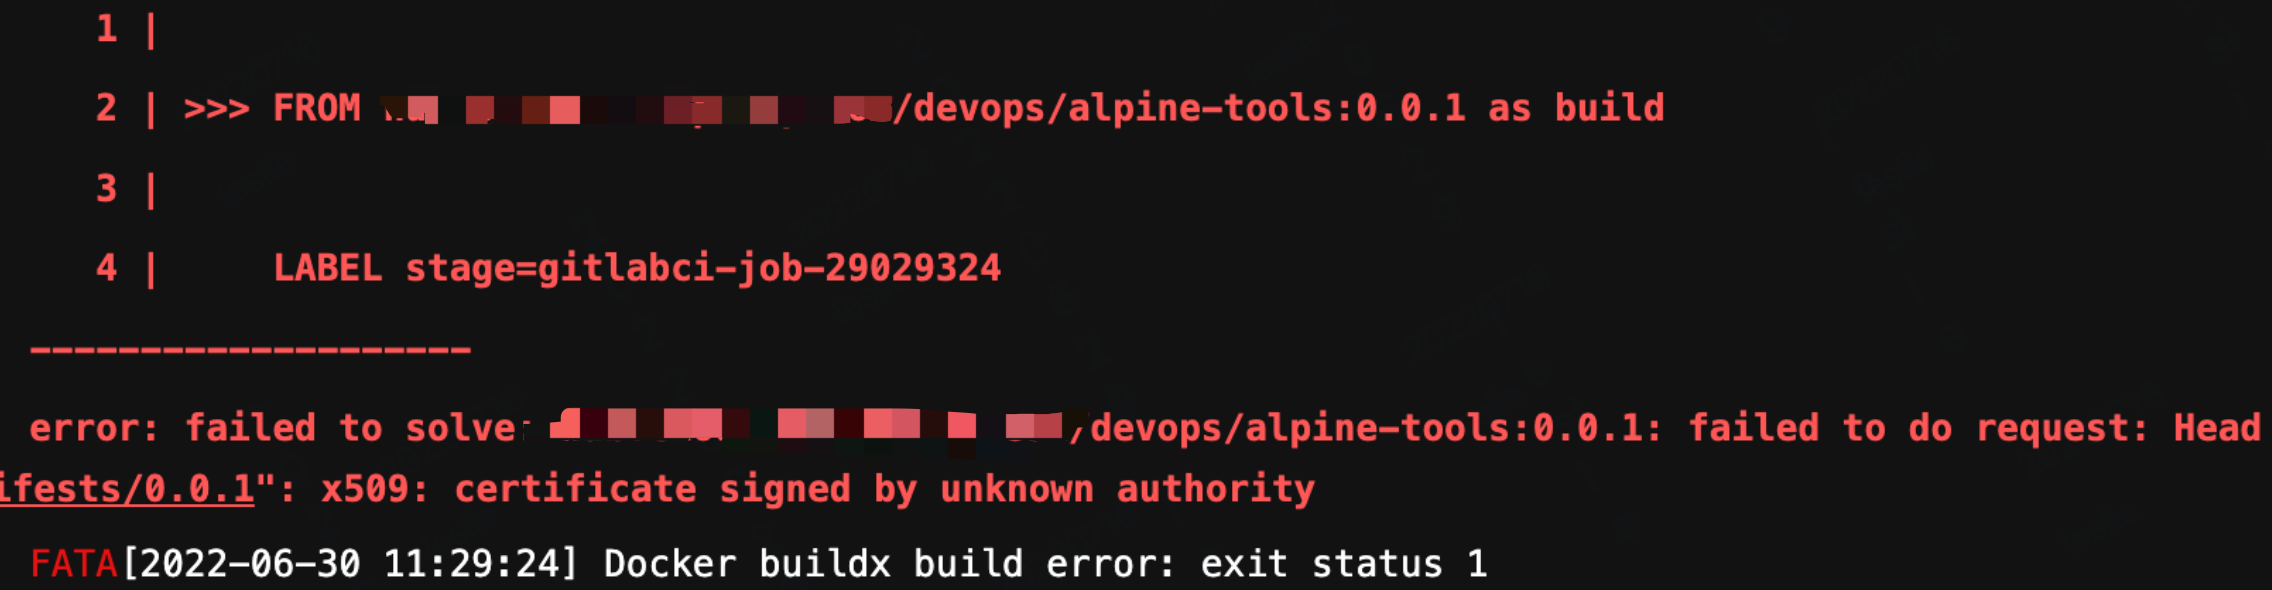 1 |
2 | >>> FROM /devops/alpine-tools:0.0.1 as build
3 |
4 | LABEL stage=gitlabci-job-29029324
--------------------
error: failed to solve: /devops/alpine-tools:0.0.1: failed to do request: Head
ifests/0.0.1": x509: certificate signed by unknown authority
FATA[2022-06-30 11:29:24] Docker buildx build error: exit status 1